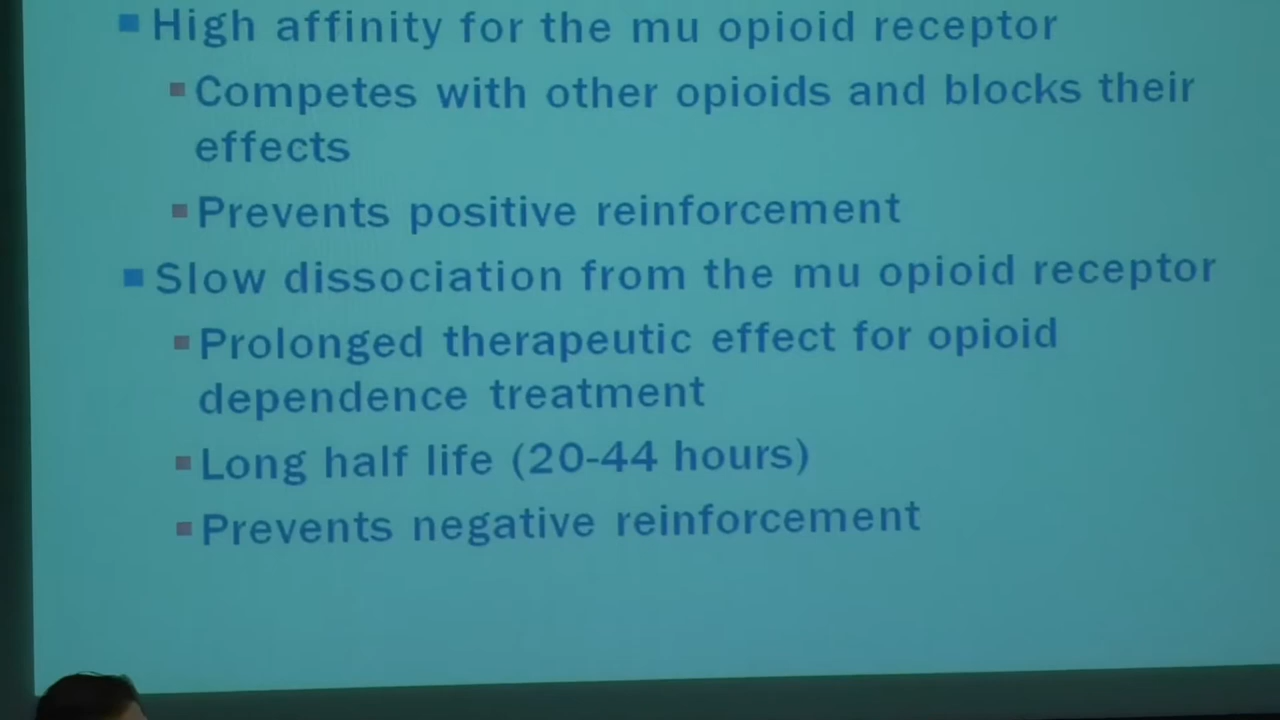 High affinity for the mu opioid receptor
Competes with other opioids and blocks their
effects
Prevents positive reinforcement
Slow dissociation from the mu opioid receptor
Prolonged therapeutic effect for opioid
dependence treatment
Long half life (20-44 hours)
Prevents negative reinforcement